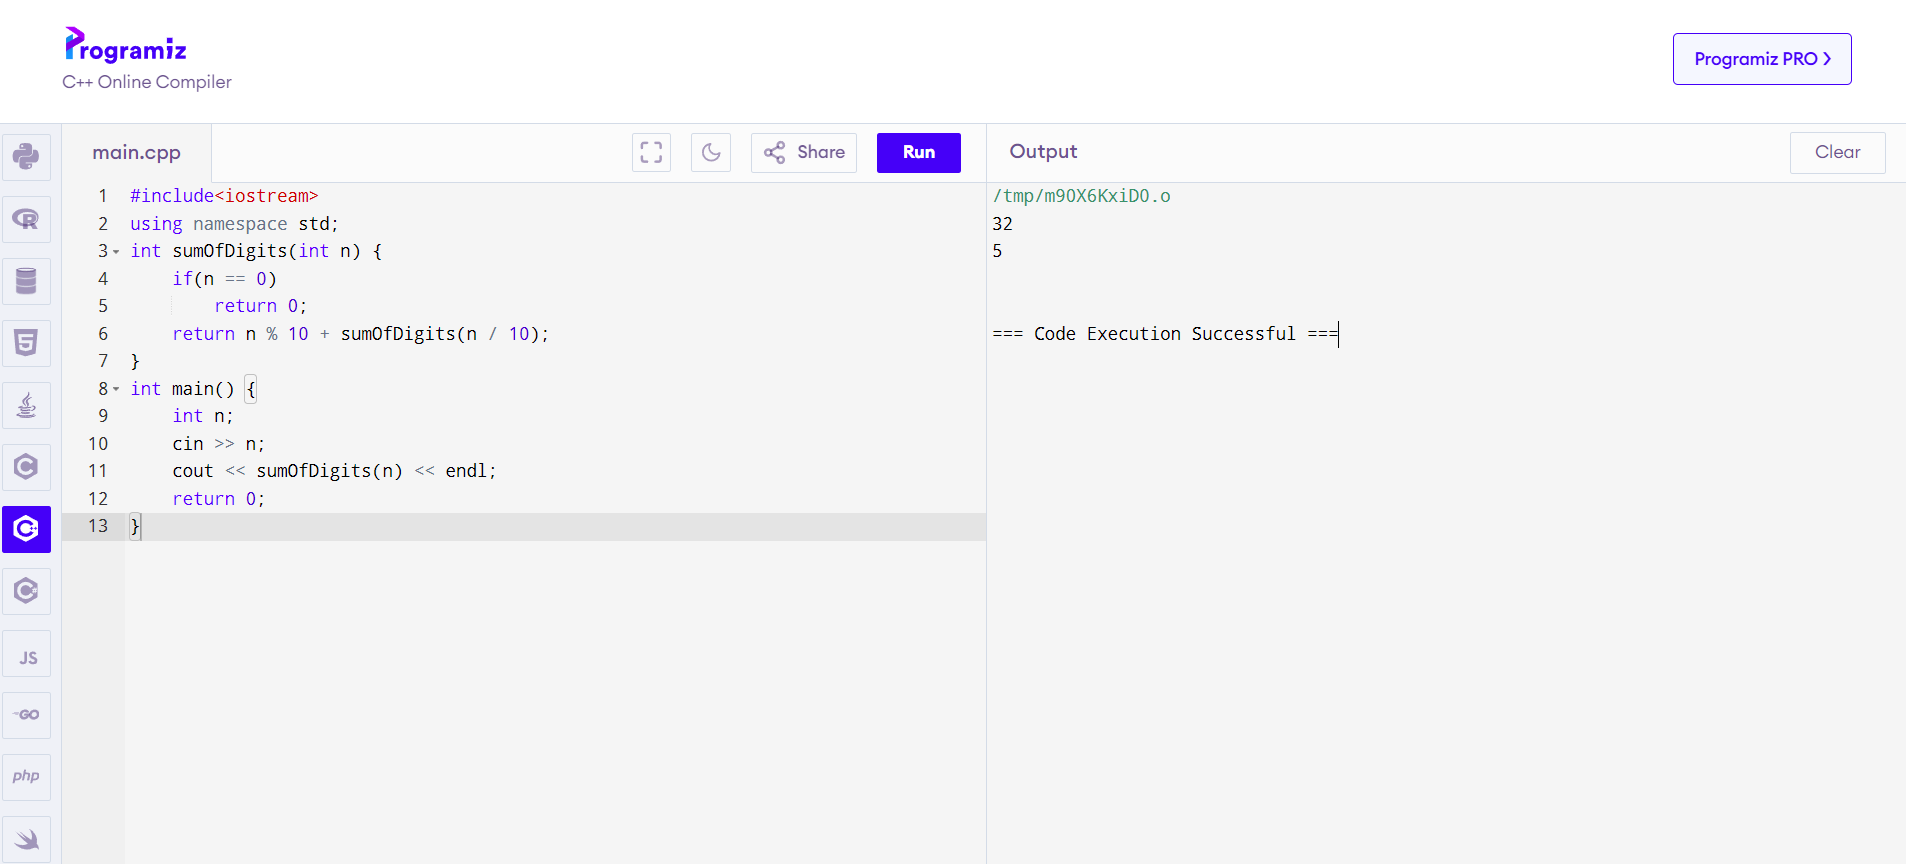 Programiz
C++ Online Compiler
Programiz PRO ❯
main.cpp
Share
Run
Output
Clear
1 #include<iostream>
2 using namespace std;
3 int sumOfDigits(int n) {
4     if(n == 0)
5         return 0;
6     return n % 10 + sumOfDigits(n / 10);
7 }
8 int main() {
9     int n;
10     cin >> n;
11     cout << sumOfDigits(n) << endl;
12     return 0;
13 }
/tmp/m9OX6KxiDO.o
32
5
=== Code Execution Successful ===
R
5
C
C++
C#
JS
GO
php